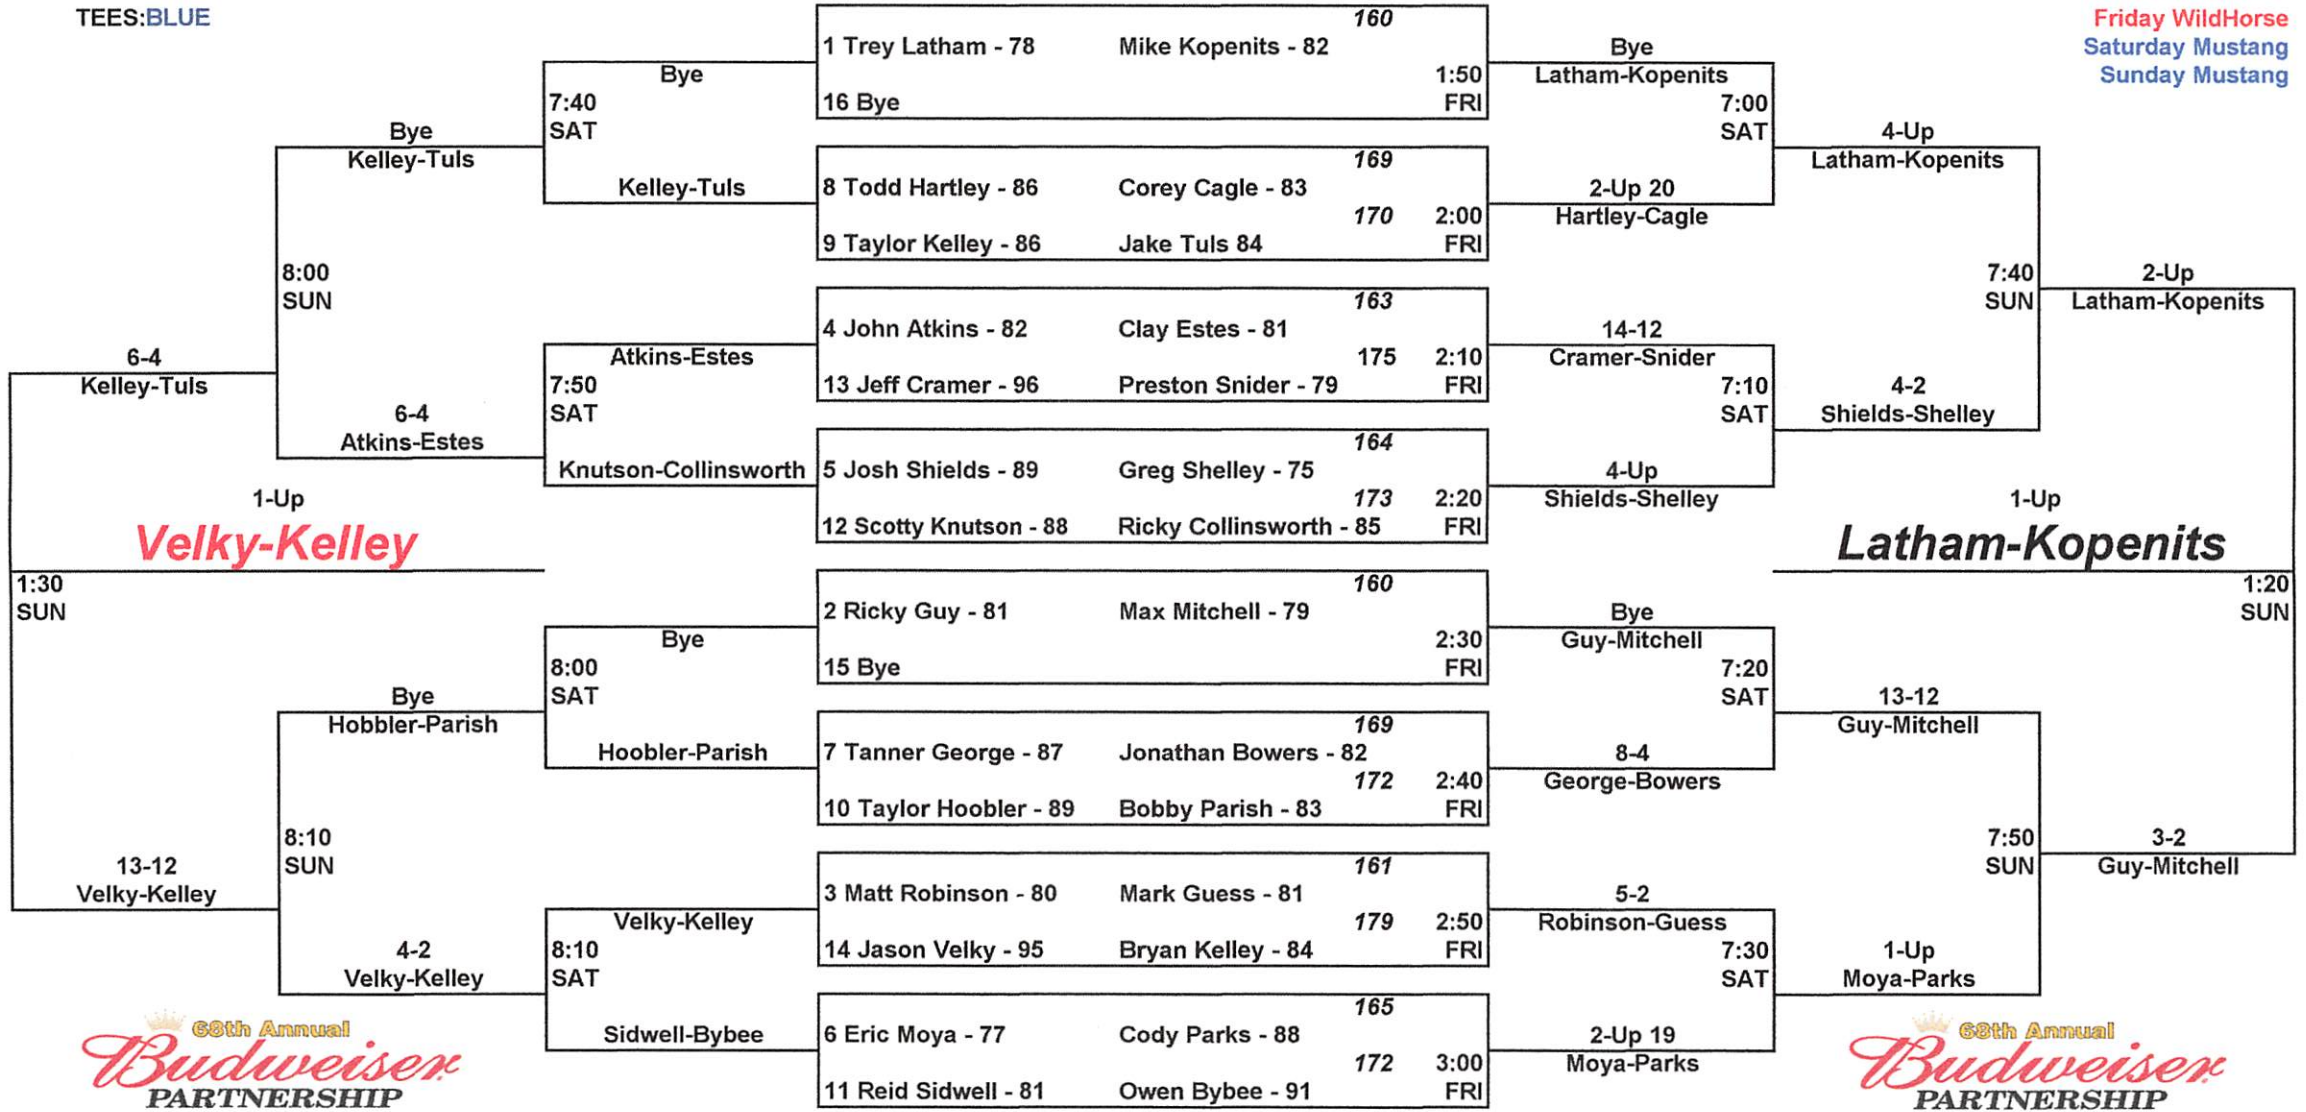 TEES:BLUE
Friday WildHorse
Saturday Mustang
Sunday Mustang
160
1 Trey Latham - 78 Mike Kopenits - 82
1:50
16 Bye FRI
169
8 Todd Hartley - 86 Corey Cagle - 83
170 2:00
9 Taylor Kelley - 86 Jake Tuls 84 FRI
163
4 John Atkins - 82 Clay Estes - 81
175 2:10
13 Jeff Cramer - 96 Preston Snider - 79 FRI
164
5 Josh Shields - 89 Greg Shelley - 75
173 2:20
12 Scotty Knutson - 88 Ricky Collinsworth - 85 FRI
160
2 Ricky Guy - 81 Max Mitchell - 79
2:30
15 Bye FRI
169
7 Tanner George - 87 Jonathan Bowers - 82
172 2:40
10 Taylor Hoobler - 89 Bobby Parish - 83 FRI
161
3 Matt Robinson - 80 Mark Guess - 81
179 2:50
14 Jason Velky - 95 Bryan Kelley - 84 FRI
165
6 Eric Moya - 77 Cody Parks - 88
172 3:00
11 Reid Sidwell - 81 Owen Bybee - 91 FRI
Bye
7:40
SAT
Kelley-Tuls
Atkins-Estes
7:50
SAT
Knutson-Collinsworth
Bye
8:00
SAT
Hoobler-Parish
Velky-Kelley
8:10
SAT
Sidwell-Bybee
Bye
Kelley-Tuls
8:00
SUN
6-4
Atkins-Estes
Bye
Hobbler-Parish
8:10
SUN
4-2
Velky-Kelley
6-4
Kelley-Tuls
1-Up
Velky-Kelley
1:30
SUN
13-12
Velky-Kelley
Bye
Latham-Kopenits
7:00
SAT
2-Up 20
Hartley-Cagle
14-12
Cramer-Snider
7:10
SAT
4-Up
Shields-Shelley
Bye
Guy-Mitchell
7:20
SAT
8-4
George-Bowers
5-2
Robinson-Guess
7:30
SAT
2-Up 19
Moya-Parks
4-Up
Latham-Kopenits
7:40
SUN
4-2
Shields-Shelley
13-12
Guy-Mitchell
7:50
SUN
1-Up
Moya-Parks
2-Up
Latham-Kopenits
1-Up
Latham-Kopenits
1:20
SUN
3-2
Guy-Mitchell
68th Annual
Budweiser
PARTNERSHIP
68th Annual
Budweiser
PARTNERSHIP